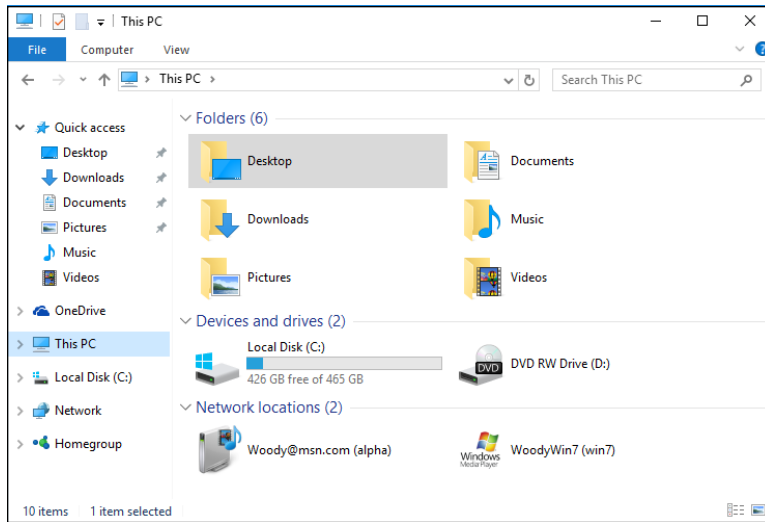 This PC
File Computer View
This PC
Search This PC
Quick access
Desktop
Downloads
Documents
Pictures
Music
Videos
OneDrive
This PC
Local Disk (C:)
Network
Homegroup
Folders (6)
Desktop
Documents
Downloads
Music
Pictures
Videos
Devices and drives (2)
Local Disk (C:)
426 GB free of 465 GB
DVD
DVD RW Drive (D:)
Network locations (2)
Woody@msn.com (alpha)
Windows
Media Player
WoodyWin7 (win7)
10 items 1 item selected